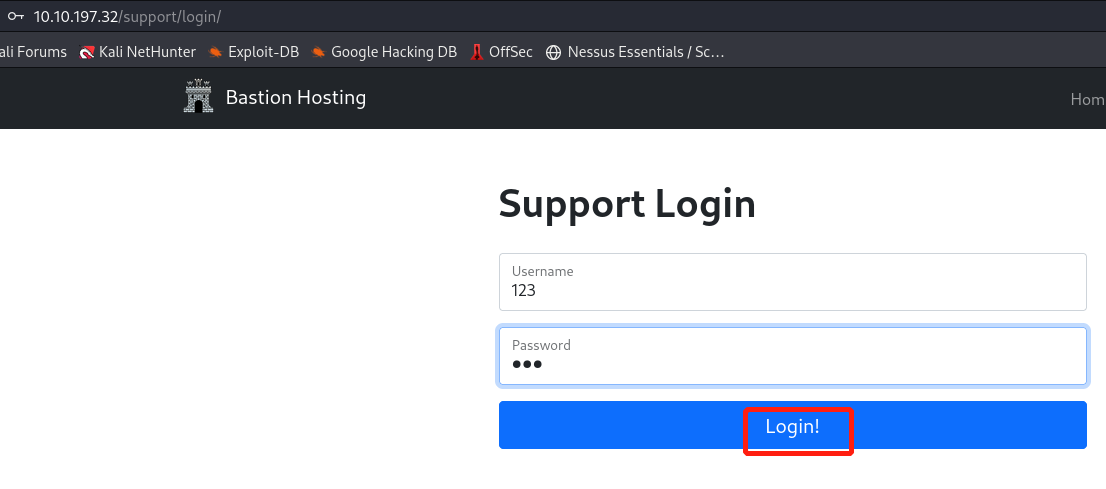 10.10.197.32/support/login/
ali Forums Kali NetHunter Exploit-DB Google Hacking DB OffSec Nessus Essentials / Sc...
Bastion Hosting Hom
Support Login
Username
123
Password
Login!